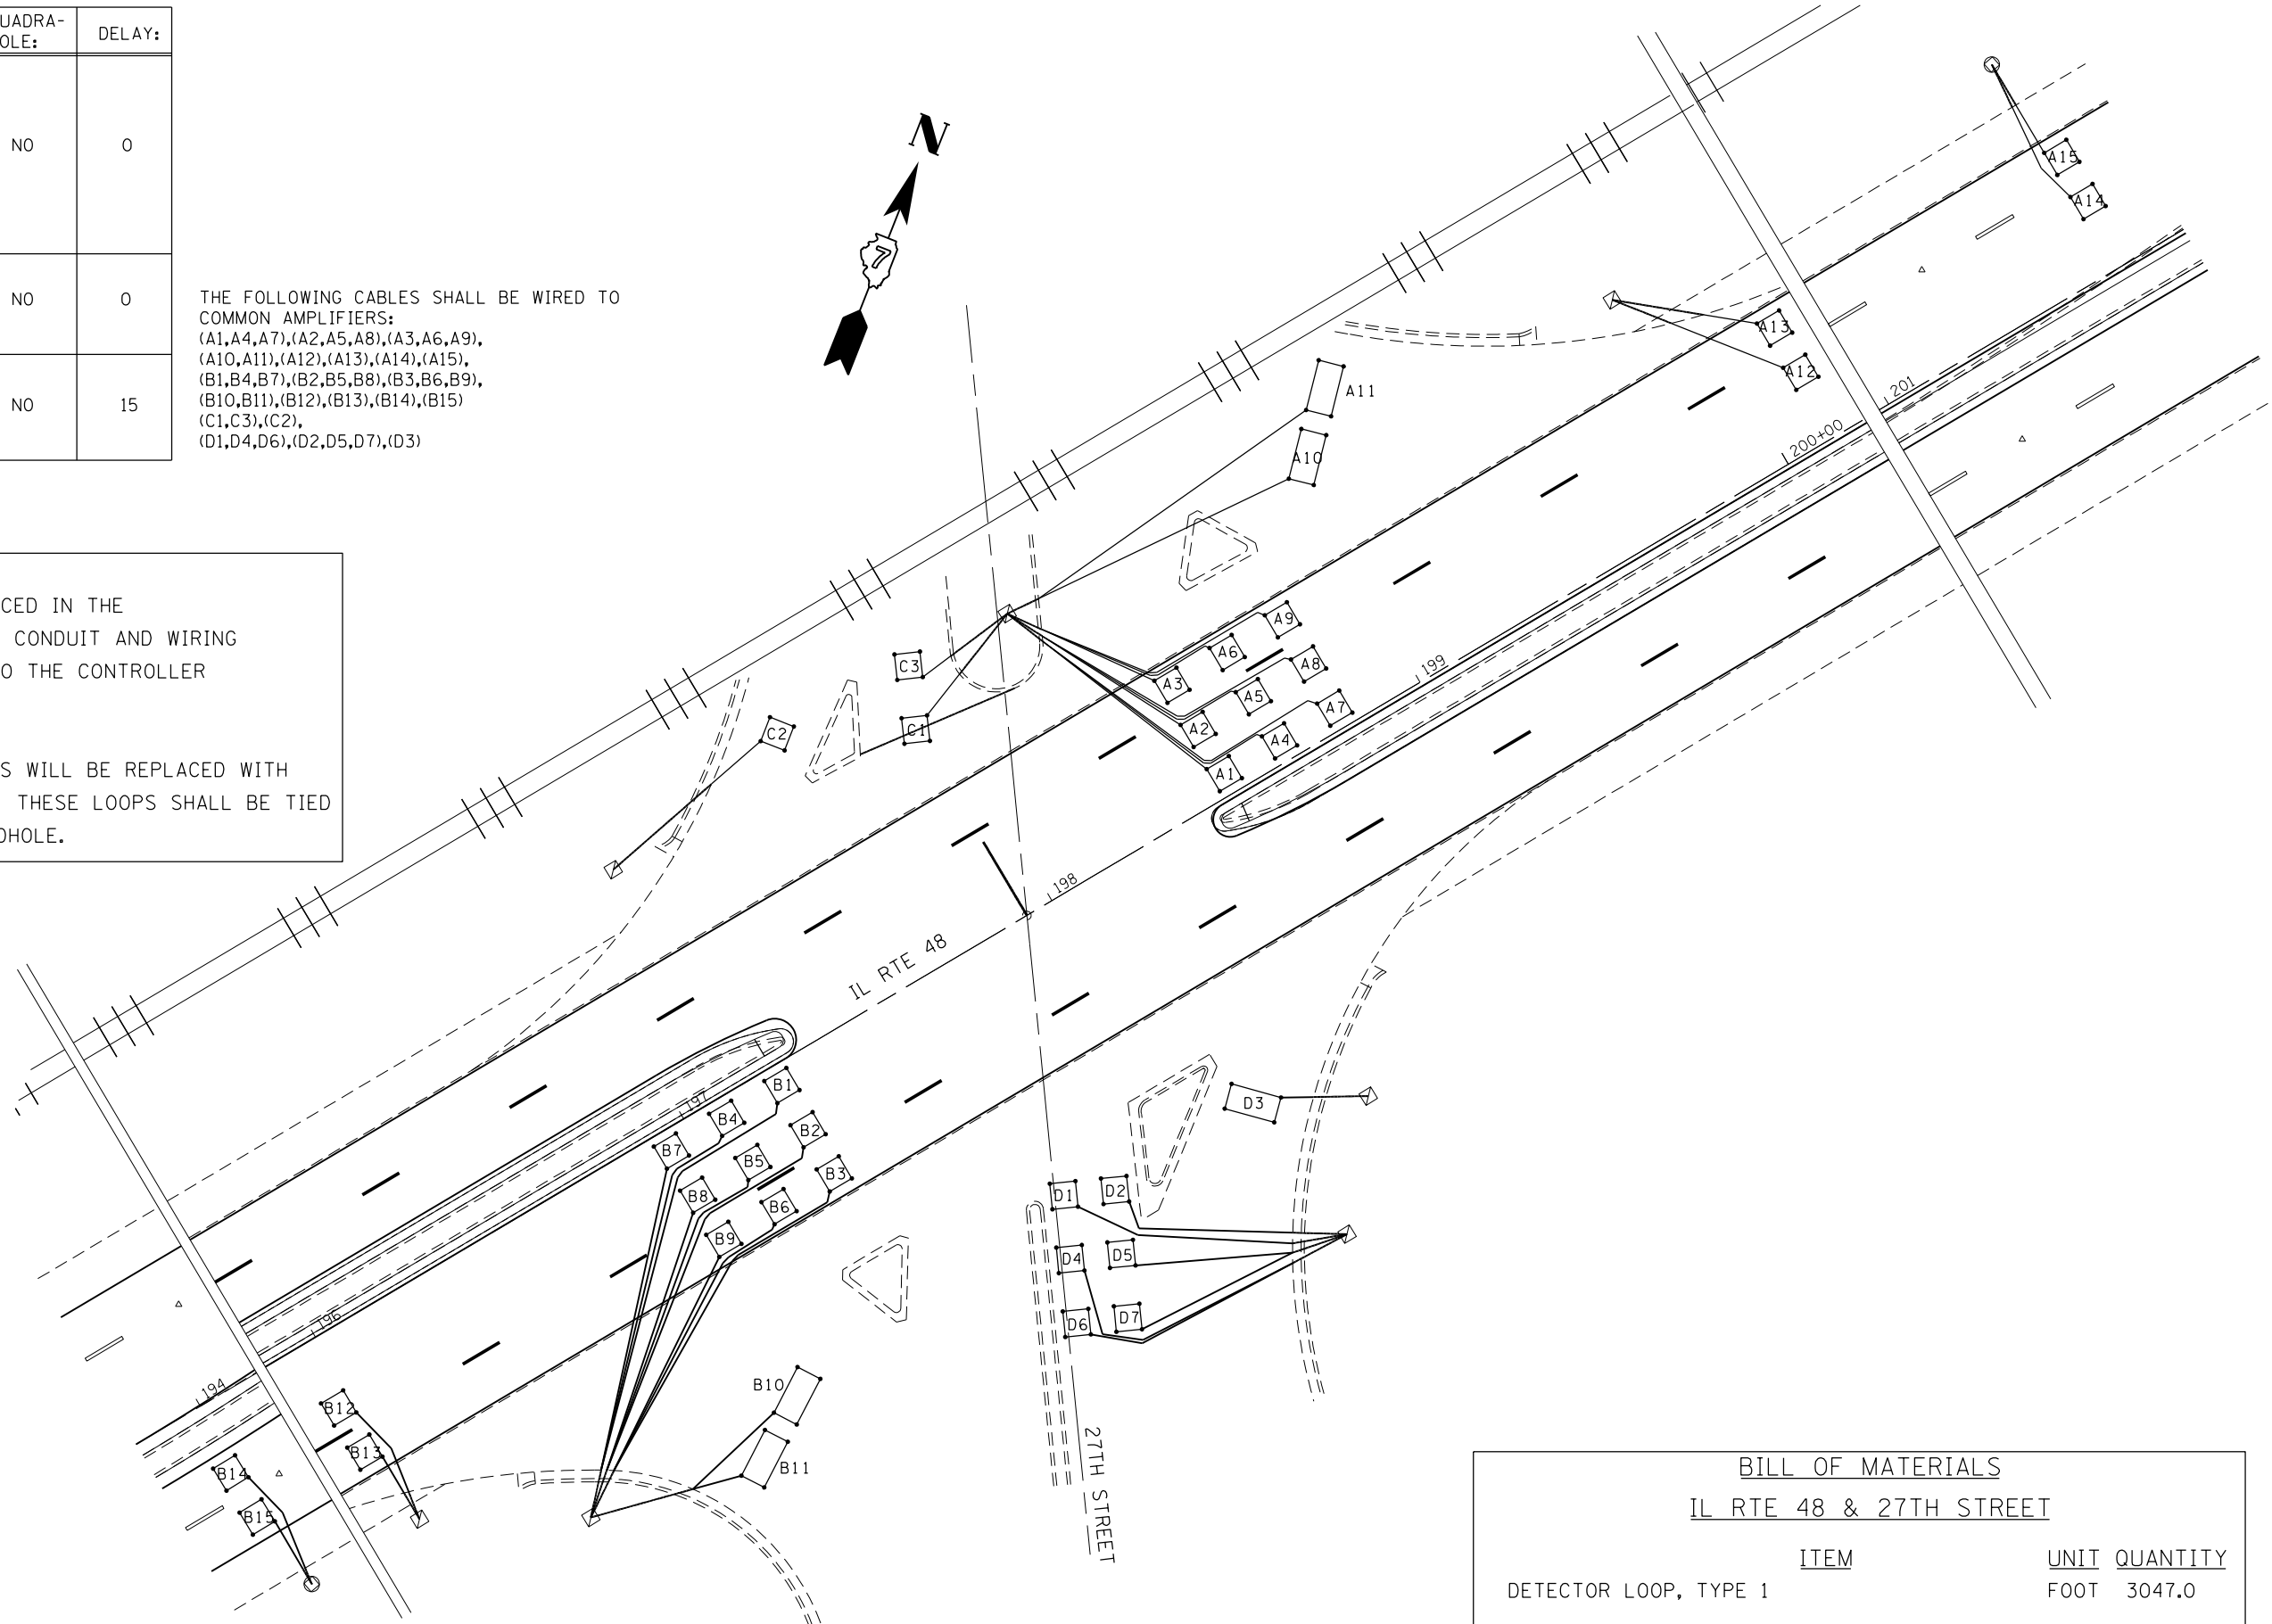 UADRA-
OLE:
DELAY:
NO
0
NO
0
NO
15
N
7
THE FOLLOWING CABLES SHALL BE WIRED TO
COMMON AMPLIFIERS:
(A1,A4,A7),(A2,A5,A8),(A3,A6,A9),
(A10,A11),(A12),(A13),(A14),(A15),
(B1,B4,B7),(B2,B5,B8),(B3,B6,B9),
(B10,B11),(B12),(B13),(B14),(B15)
(C1,C3),(C2),
(D1,D4,D6),(D2,D5,D7),(D3)
CED IN THE
CONDUIT AND WIRING
O THE CONTROLLER
S WILL BE REPLACED WITH
THESE LOOPS SHALL BE TIED
DHOLE.
A15
A14
A13
A12
A11
A10
201
200+00
A9
A6
A3
A8
A5
A2
A7
A4
A1
199
C3
C1
C2
198
IL RTE 48
197
B1
B4
B7
B2
B5
B8
B3
B6
B9
D3
D1
D2
D4
D5
D6
D7
196
194
B12
B13
B14
B15
B10
B11
27TH STREET
BILL OF MATERIALS
IL RTE 48 & 27TH STREET
ITEM UNIT QUANTITY
DETECTOR LOOP, TYPE 1 FOOT 3047.0